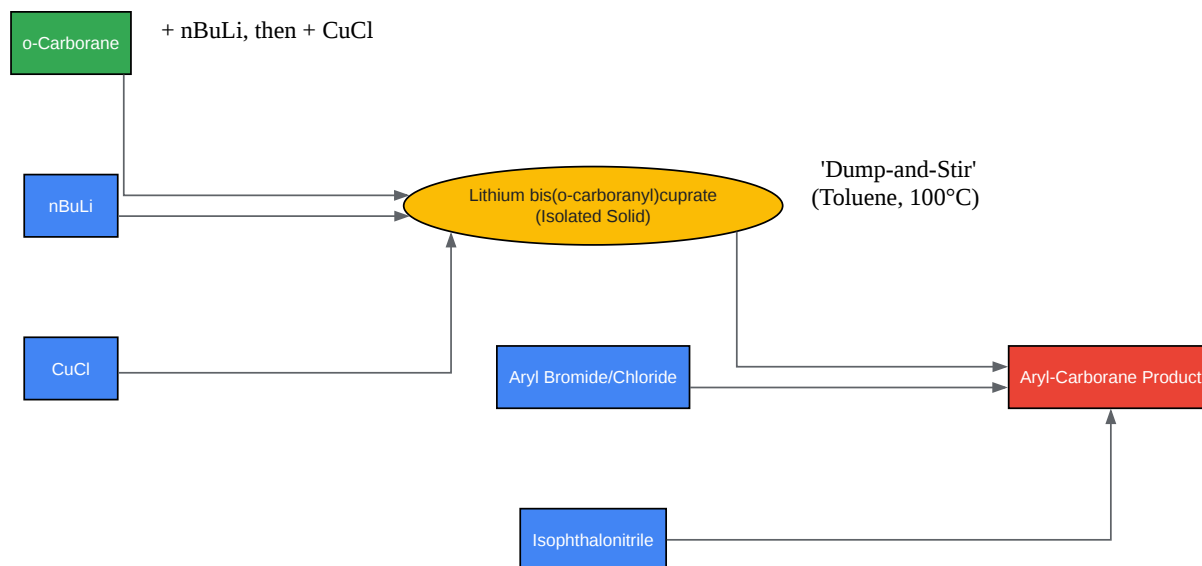 o-Carborane
+ nBuLi, then + CuCl
nBuLi
Lithium bis(o-carboranyl)cuprate
(Isolated Solid)
'Dump-and-Stir'
(Toluene, 100°C)
CuCl
Aryl Bromide/Chloride
Aryl-Carborane Product
Isophthalonitrile